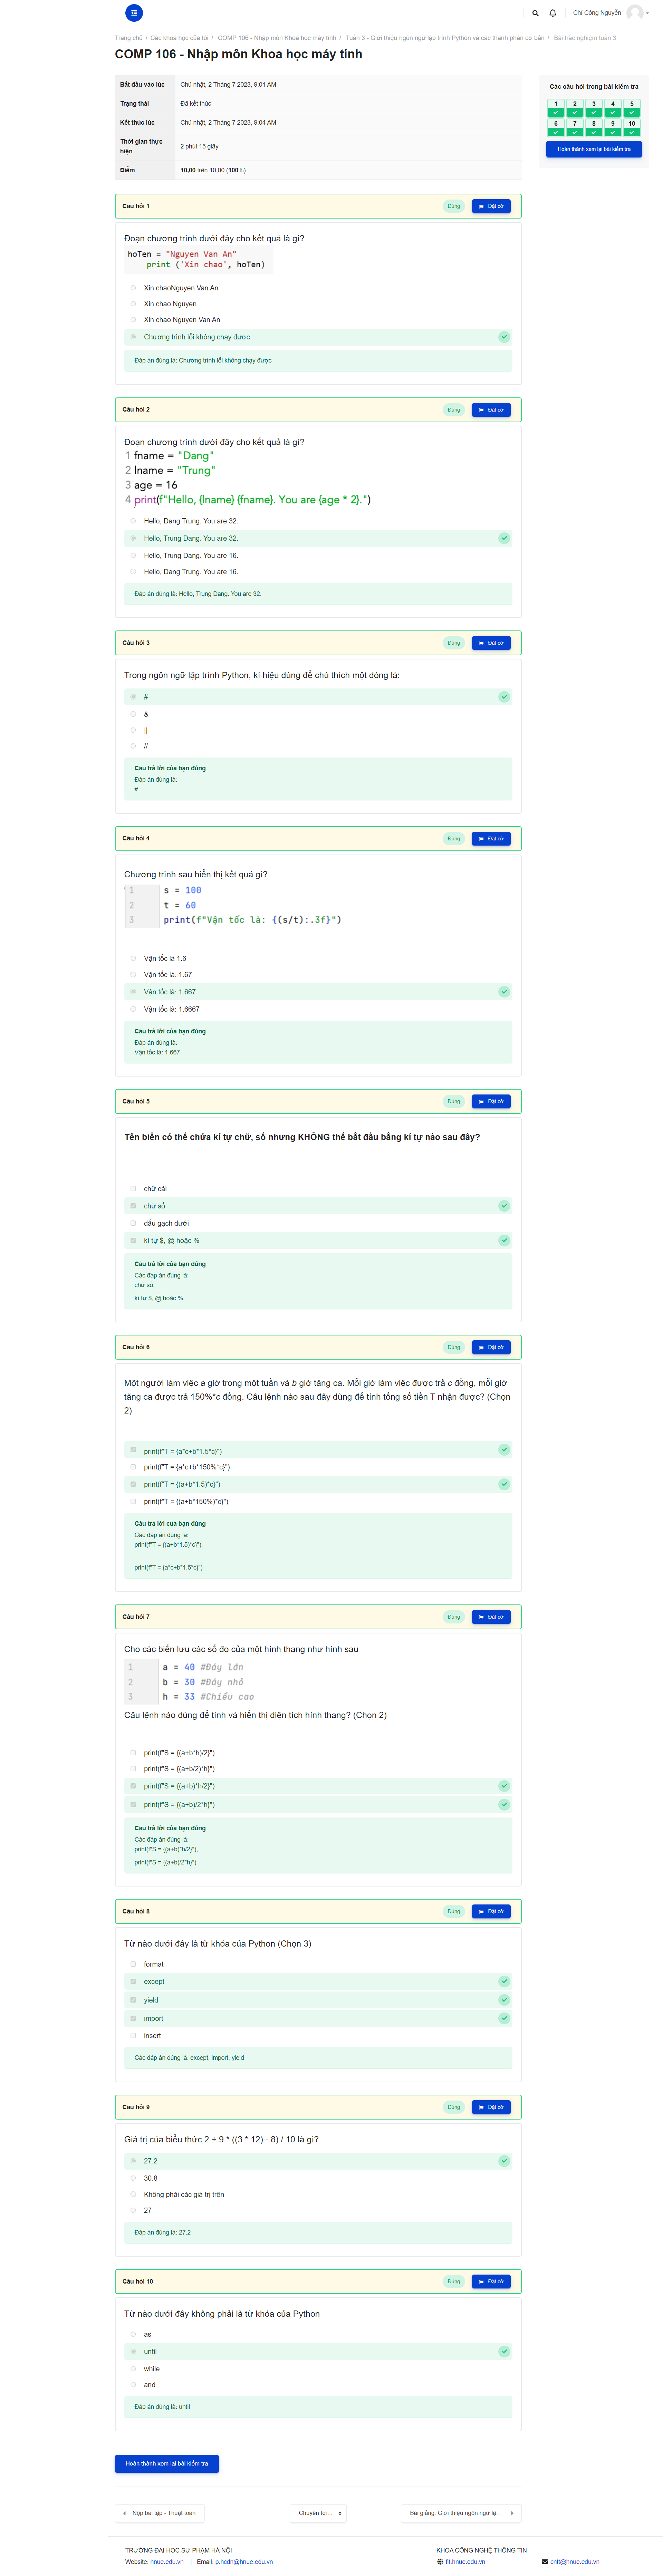 Chí Công Nguyễn
Trang chủ / Các khoá học của tôi / COMP 106 - Nhập môn Khoa học máy tính / Tuần 3 - Giới thiệu ngôn ngữ lập trình Python và các thành phần cơ bản / Bài trắc nghiệm tuần 3
COMP 106 - Nhập môn Khoa học máy tính
Bắt đầu vào lúc Chủ nhật, 2 Tháng 7 2023, 9:01 AM
Trạng thái Đã kết thúc
Kết thúc lúc Chủ nhật, 2 Tháng 7 2023, 9:04 AM
Thời gian thực hiện 2 phút 15 giây
Điểm 10,00 trên 10,00 (100%)
Các câu hỏi trong bài kiểm tra
1 2 3 4 5
6 7 8 9 10
Hoàn thành xem lại bài kiểm tra
Câu hỏi 1 Đúng Đặt cờ
Đoạn chương trình dưới đây cho kết quả là gì?
hoTen = "Nguyen Van An"
print ('Xin chao', hoTen)
Xin chaoNguyen Van An
Xin chao Nguyen
Xin chao Nguyen Van An
Chương trình lỗi không chạy được
Đáp án đúng là: Chương trình lỗi không chạy được
Câu hỏi 2 Đúng Đặt cờ
Đoạn chương trình dưới đây cho kết quả là gì?
1 fname = "Dang"
2 lname = "Trung"
3 age = 16
4 print(f"Hello, {lname} {fname}. You are {age * 2}.")
Hello, Dang Trung. You are 32.
Hello, Trung Dang. You are 32.
Hello, Trung Dang. You are 16.
Hello, Dang Trung. You are 16.
Đáp án đúng là: Hello, Trung Dang. You are 32.
Câu hỏi 3 Đúng Đặt cờ
Trong ngôn ngữ lập trình Python, kí hiệu dùng để chú thích một dòng là:
#
&
||
//
Câu trả lời của bạn đúng
Đáp án đúng là:
#
Câu hỏi 4 Đúng Đặt cờ
Chương trình sau hiển thị kết quả gì?
1 s = 100
2 t = 60
3 print(f"Vận tốc là: {(s/t):.3f}")
Vận tốc là 1.6
Vận tốc là: 1.67
Vận tốc là: 1.667
Vận tốc là: 1.6667
Câu trả lời của bạn đúng
Đáp án đúng là:
Vận tốc là: 1.667
Câu hỏi 5 Đúng Đặt cờ
Tên biến có thể chứa kí tự chữ, số nhưng KHÔNG thể bắt đầu bằng kí tự nào sau đây?
chữ cái
chữ số
dấu gạch dưới _
kí tự $, @ hoặc %
Câu trả lời của bạn đúng
Các đáp án đúng là:
chữ số,
kí tự $, @ hoặc %
Câu hỏi 6 Đúng Đặt cờ
Một người làm việc a giờ trong một tuần và b giờ tăng ca. Mỗi giờ làm việc được trả c đồng, mỗi giờ
tăng ca được trả 150%*c đồng. Câu lệnh nào sau đây dùng để tính tổng số tiền T nhận được? (Chọn
2)
print(f"T = {a*c+b*1.5*c}")
print(f"T = {a*c+b*150%*c}")
print(f"T = {(a+b*1.5)*c}")
print(f"T = {(a+b*150%)*c}")
Câu trả lời của bạn đúng
Các đáp án đúng là:
print(f"T = {(a+b*1.5)*c}"),
print(f"T = {a*c+b*1.5*c}")
Câu hỏi 7 Đúng Đặt cờ
Cho các biến lưu các số đo của một hình thang như hình sau
1 a = 40 #Đáy lớn
2 b = 30 #Đáy nhỏ
3 h = 33 #Chiều cao
Câu lệnh nào dùng để tính và hiển thị diện tích hình thang? (Chọn 2)
print(f"S = {(a+b*h)/2}")
print(f"S = {(a+b/2)*h}")
print(f"S = {(a+b)*h/2}")
print(f"S = {(a+b)/2*h}")
Câu trả lời của bạn đúng
Các đáp án đúng là:
print(f"S = {(a+b)*h/2}"),
print(f"S = {(a+b)/2*h}")
Câu hỏi 8 Đúng Đặt cờ
Từ nào dưới đây là từ khóa của Python (Chọn 3)
format
except
yield
import
insert
Các đáp án đúng là: except, import, yield
Câu hỏi 9 Đúng Đặt cờ
Giá trị của biểu thức 2 + 9 * ((3 * 12) - 8) / 10 là gì?
27.2
30.8
Không phải các giá trị trên
27
Đáp án đúng là: 27.2
Câu hỏi 10 Đúng Đặt cờ
Từ nào dưới đây không phải là từ khóa của Python
as
until
while
and
Đáp án đúng là: until
Hoàn thành xem lại bài kiểm tra
Nộp bài tập - Thuật toán
Chuyển tới...
Bài giảng: Giới thiệu ngôn ngữ lậ...
TRƯỜNG ĐẠI HỌC SƯ PHẠM HÀ NỘI
Website: hnue.edu.vn | Email: p.hcdn@hnue.edu.vn
KHOA CÔNG NGHỆ THÔNG TIN
fit.hnue.edu.vn cntt@hnue.edu.vn